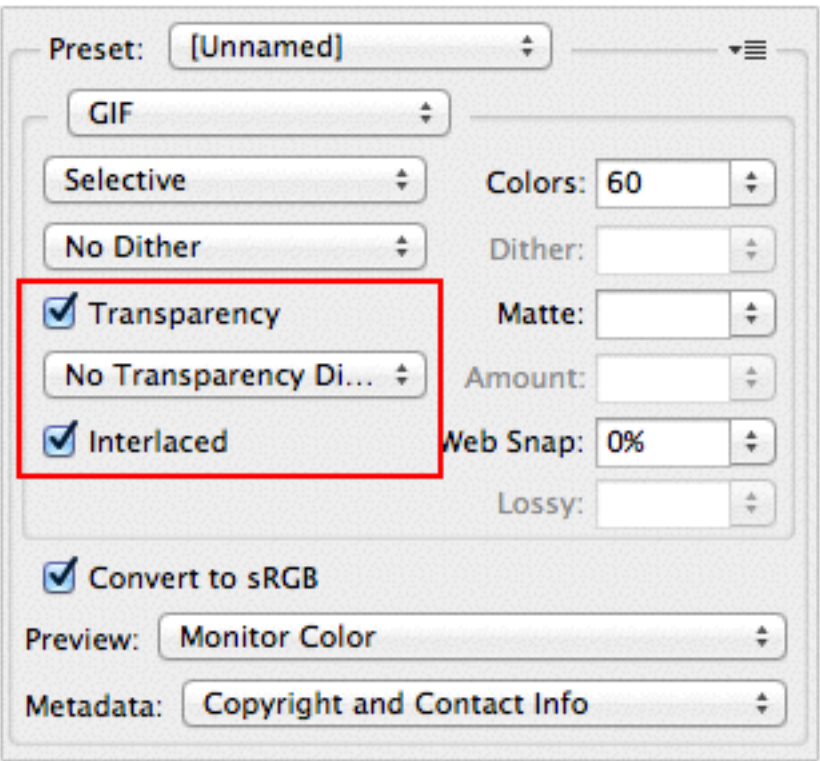 Preset: [Unnamed]
GIF
Selective Colors: 60
No Dither Dither:
Transparency Matte:
No Transparency Di... Amount:
Interlaced Web Snap: 0%
Lossy:
Convert to sRGB
Preview: Monitor Color
Metadata: Copyright and Contact Info